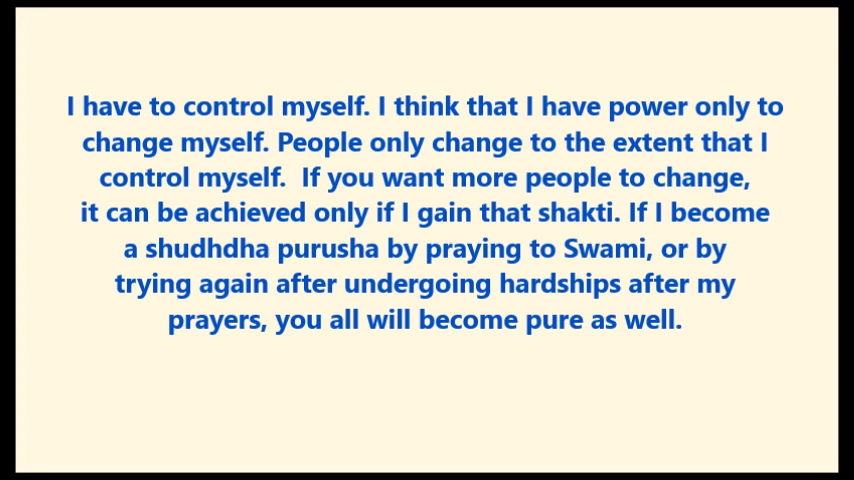 I have to control myself. I think that I have power only to
change myself. People only change to the extent that I
control myself.  If you want more people to change,
it can be achieved only if I gain that shakti. If I become
a shudhdha purusha by praying to Swami, or by
trying again after undergoing hardships after my
prayers, you all will become pure as well.